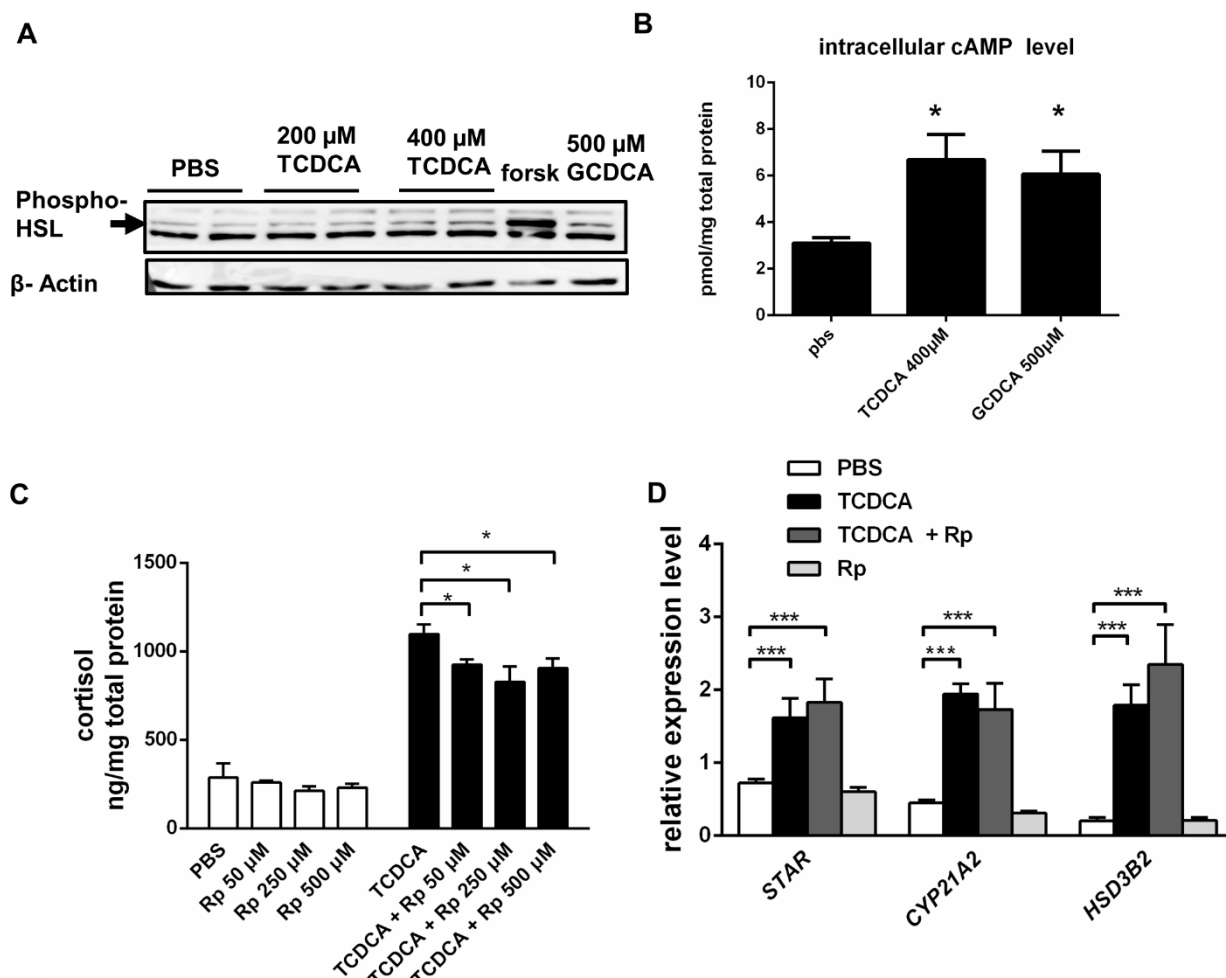 A
200 µM
400 µM
500 µM
PBS
TCDCA
TCDCA
forsk
GCDCA
Phospho-
HSL
β- Actin
B
intracellular cAMP level
pmol/mg total protein
10
8
6
4
2
0
*
*
pbs
TCDCA 400µM
GCDCA 500µM
C
cortisol
ng/mg total protein
1500
1000
500
0
*
*
*
PBS
Rp 50 µM
Rp 250 µM
Rp 500 µM
TCDCA
TCDCA + Rp 50 µM
TCDCA + Rp 250 µM
TCDCA + Rp 500 µM
D
PBS
TCDCA
TCDCA + Rp
Rp
relative expression level
4
3
2
1
0
***
***
***
***
***
***
STAR
CYP21A2
HSD3B2